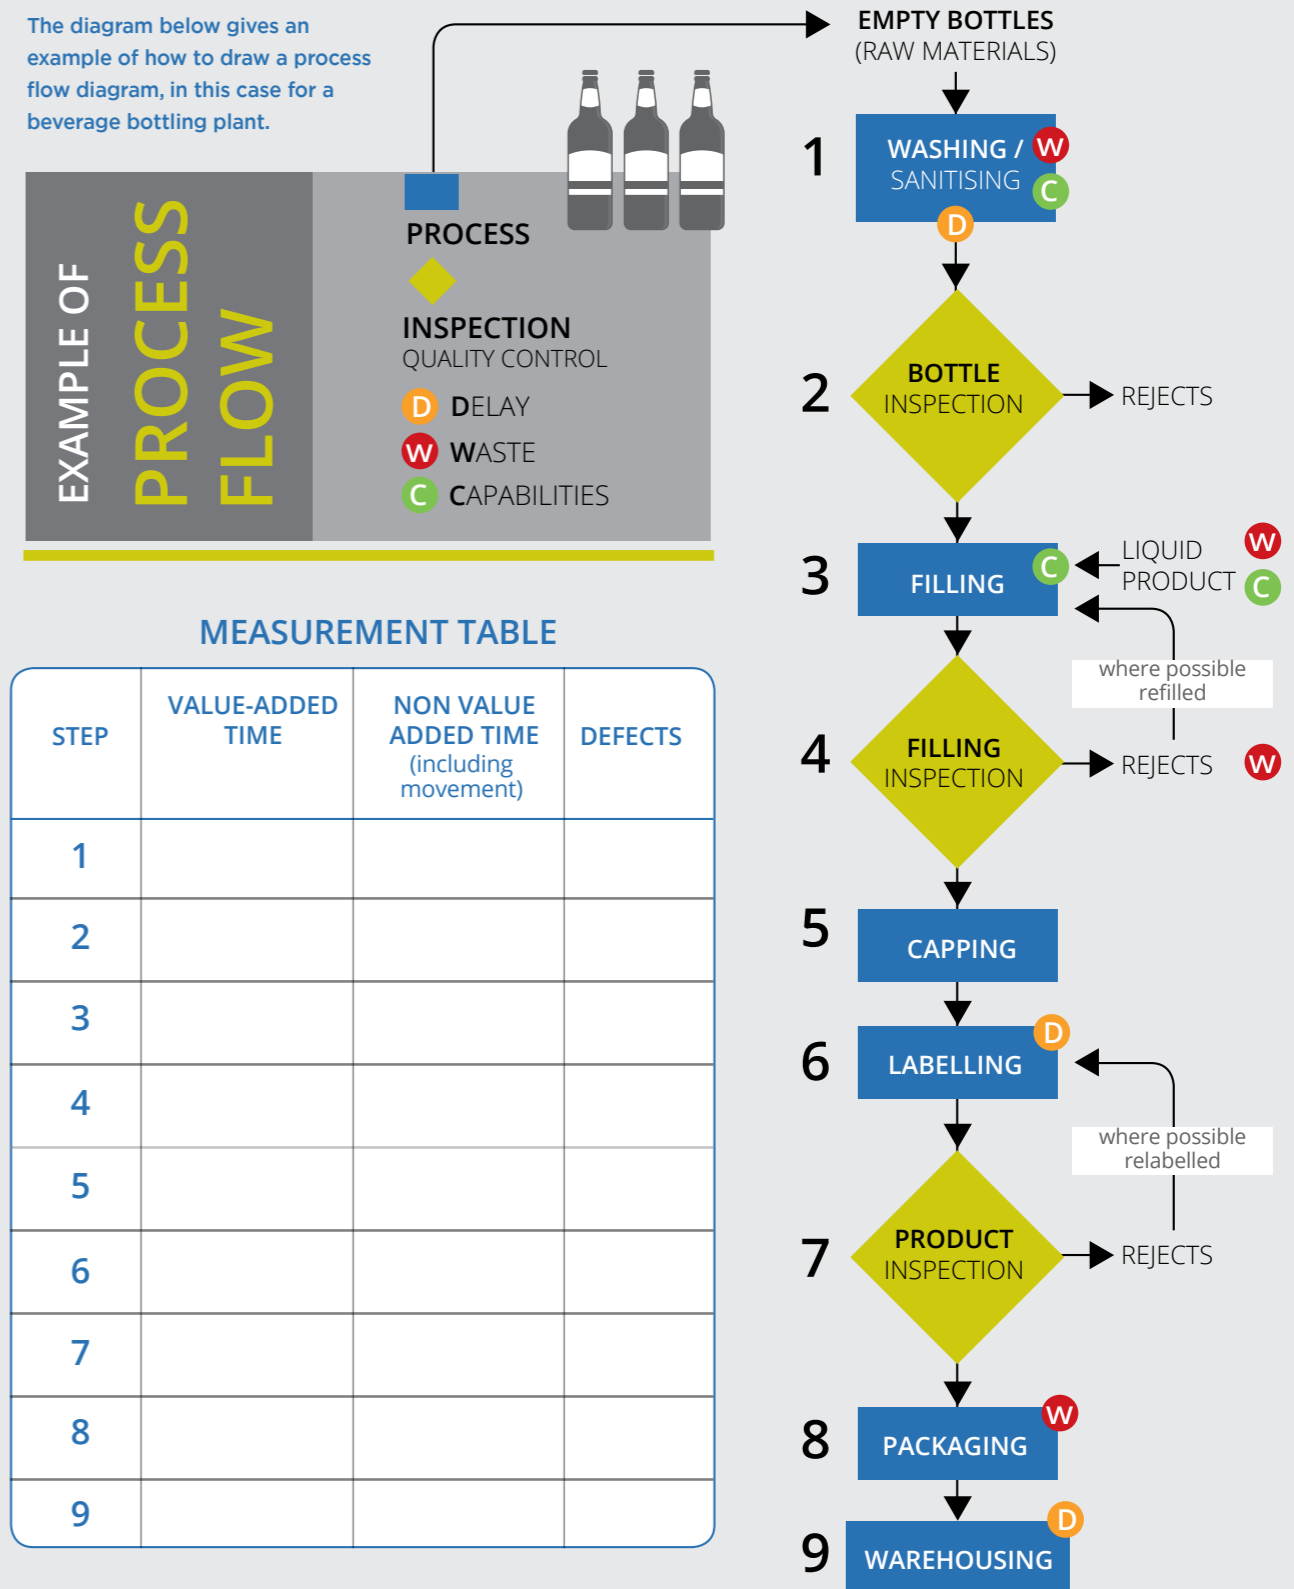 The diagram below gives an
example of how to draw a process
flow diagram, in this case for a
beverage bottling plant.
EXAMPLE OF
PROCESS
FLOW
PROCESS
INSPECTION
QUALITY CONTROL
D DELAY
W WASTE
C CAPABILITIES
MEASUREMENT TABLE
STEP
VALUE-ADDED
TIME
NON VALUE
ADDED TIME
(including
movement)
DEFECTS
1
2
3
4
5
6
7
8
9
EMPTY BOTTLES
(RAW MATERIALS)
1
WASHING / W
SANITISING C
D
2
BOTTLE
INSPECTION
REJECTS
3
FILLING
C
LIQUID W
PRODUCT C
where possible
refilled
4
FILLING
INSPECTION
REJECTS W
5
CAPPING
6
LABELLING
D
where possible
relabelled
7
PRODUCT
INSPECTION
REJECTS
8
PACKAGING
W
9
WAREHOUSING
D